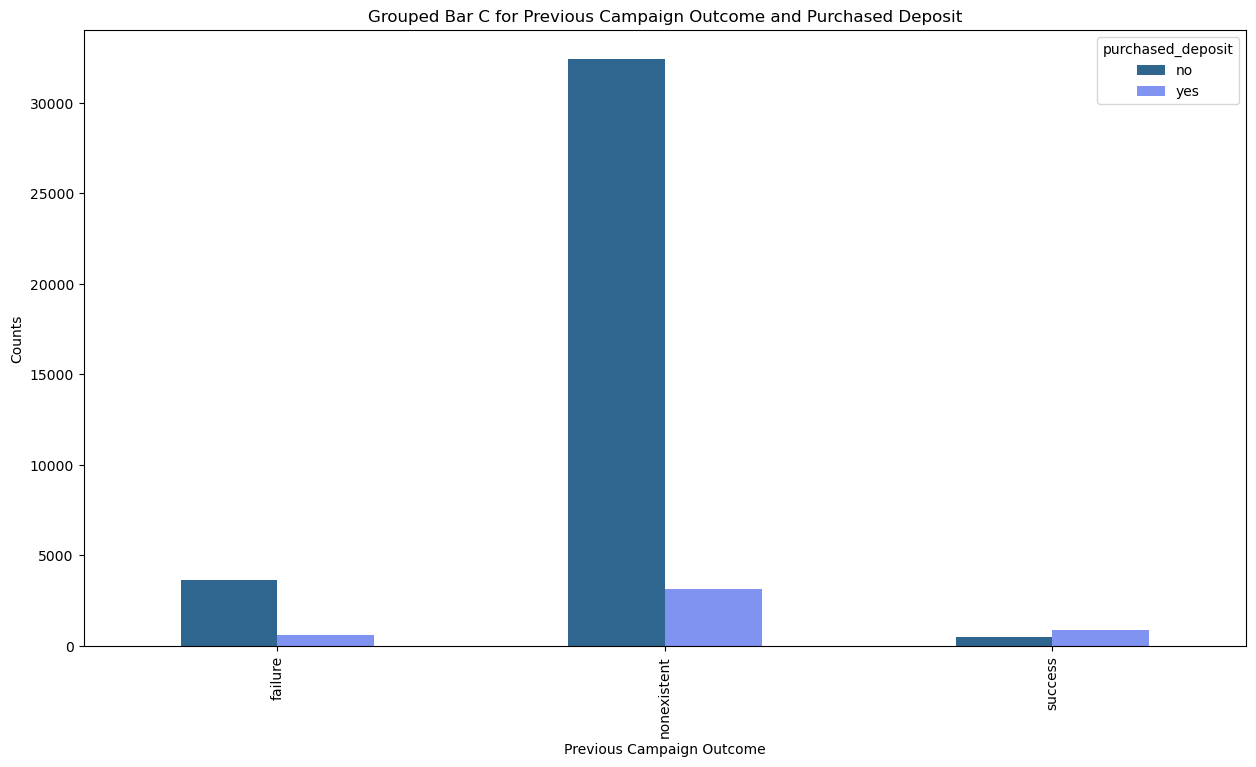 Grouped Bar C for Previous Campaign Outcome and Purchased Deposit
purchased_deposit
no
yes
Counts
30000
25000
20000
15000
10000
5000
0
failure
nonexistent
success
Previous Campaign Outcome